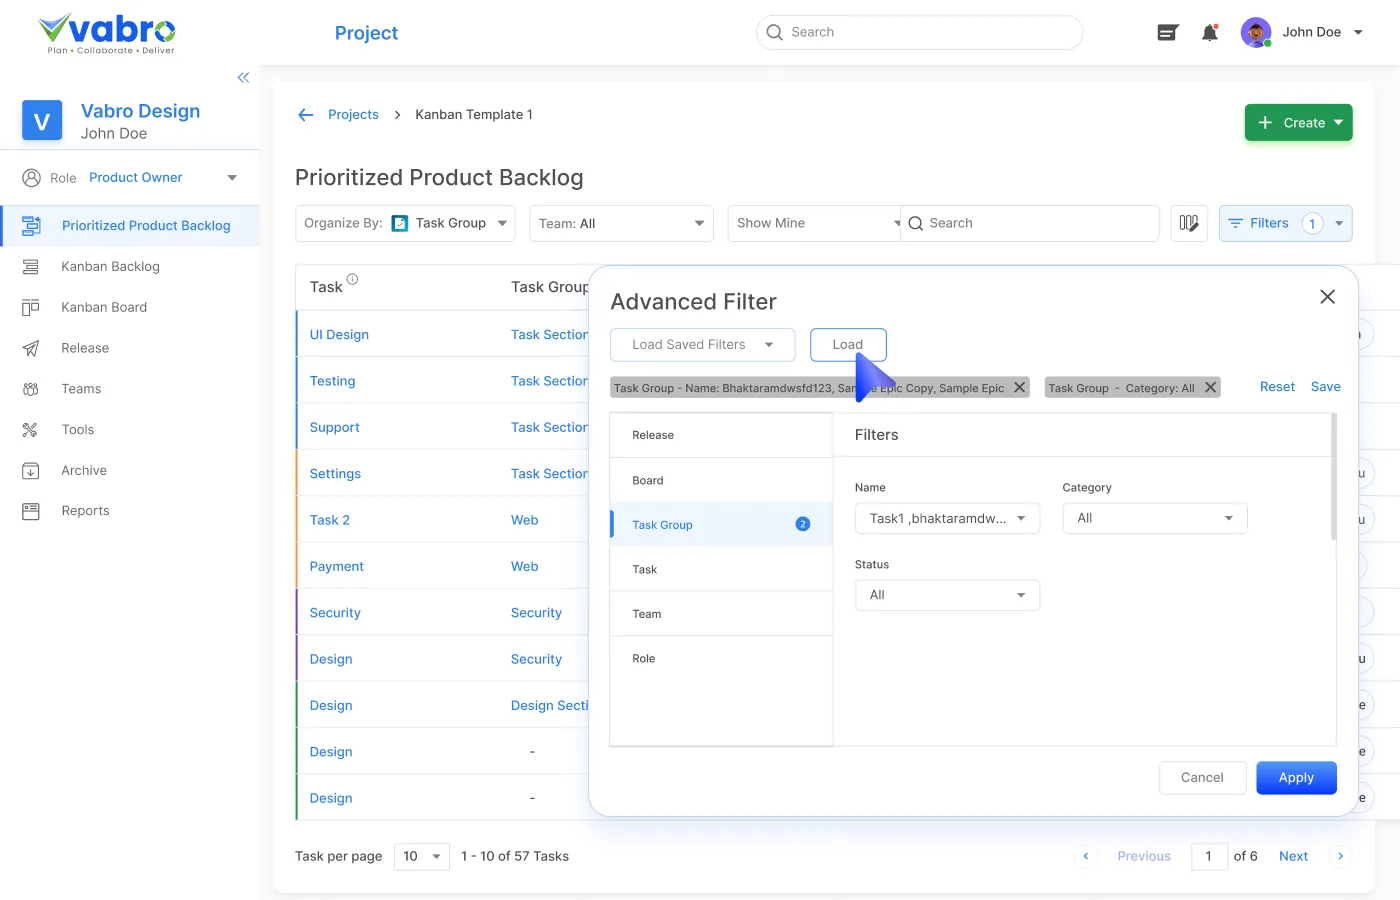 vabro
Plan • Collaborate • Deliver
Project
Search
John Doe
V
Vabro Design
John Doe
Role Product Owner
Prioritized Product Backlog
Kanban Backlog
Kanban Board
Release
Teams
Tools
Archive
Reports
Projects > Kanban Template 1
+ Create
Prioritized Product Backlog
Organize By: Task Group
Team: All
Show Mine
Search
Filters 1
Task Task Group
UI Design Task Section
Testing Task Section
Support Task Section
Settings Task Section
Task 2 Web
Payment Web
Security Security
Design Security
Design Design Secti
Design -
Design -
Advanced Filter
Load Saved Filters
Load
Task Group - Name: Bhaktaramdwsfd123, Epic Copy, Sample Epic
Task Group - Category: All
Reset Save
Release
Board
Task Group 2
Task
Team
Role
Filters
Name Category
Task1 ,bhaktaramdw... All
Status
All
Cancel Apply
u
u
u
e
e
e
Task per page 10 1 - 10 of 57 Tasks
< Previous 1 of 6 Next >